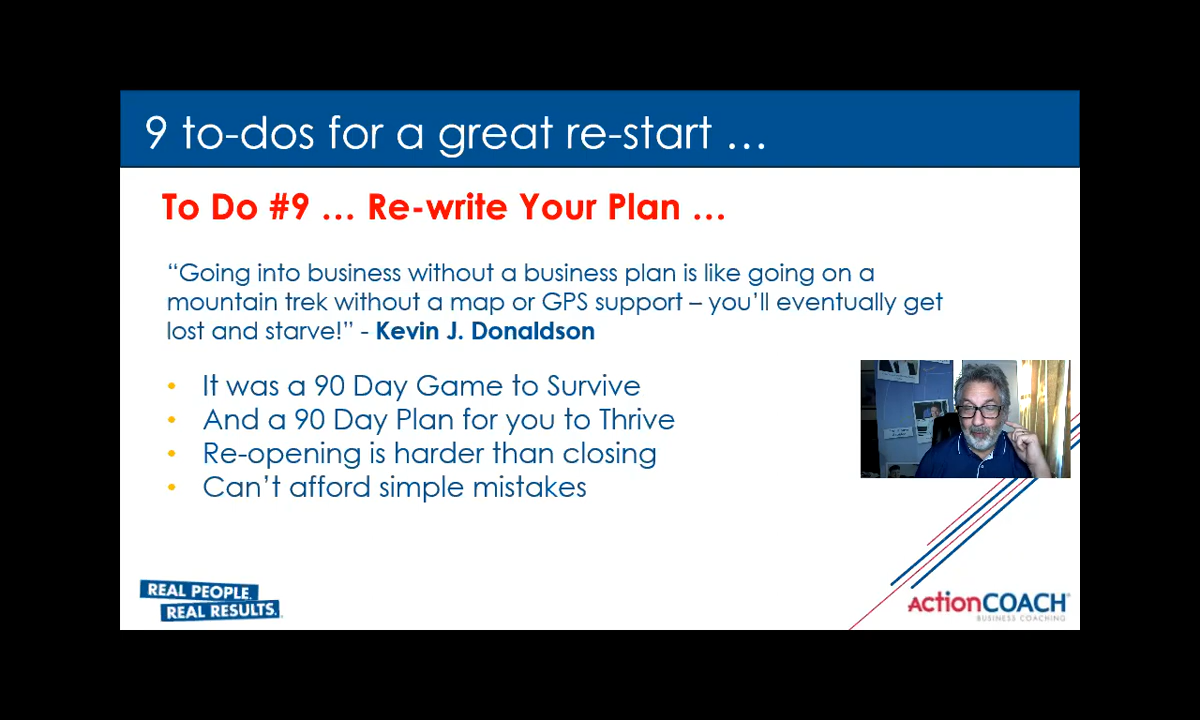 9 to-dos for a great re-start …
To Do #9 … Re-write Your Plan …
“Going into business without a business plan is like going on a
mountain trek without a map or GPS support – you’ll eventually get
lost and starve!” - Kevin J. Donaldson
• It was a 90 Day Game to Survive
• And a 90 Day Plan for you to Thrive
• Re-opening is harder than closing
• Can’t afford simple mistakes
REAL PEOPLE.
REAL RESULTS.
ActionCOACH®
BUSINESS COACHING